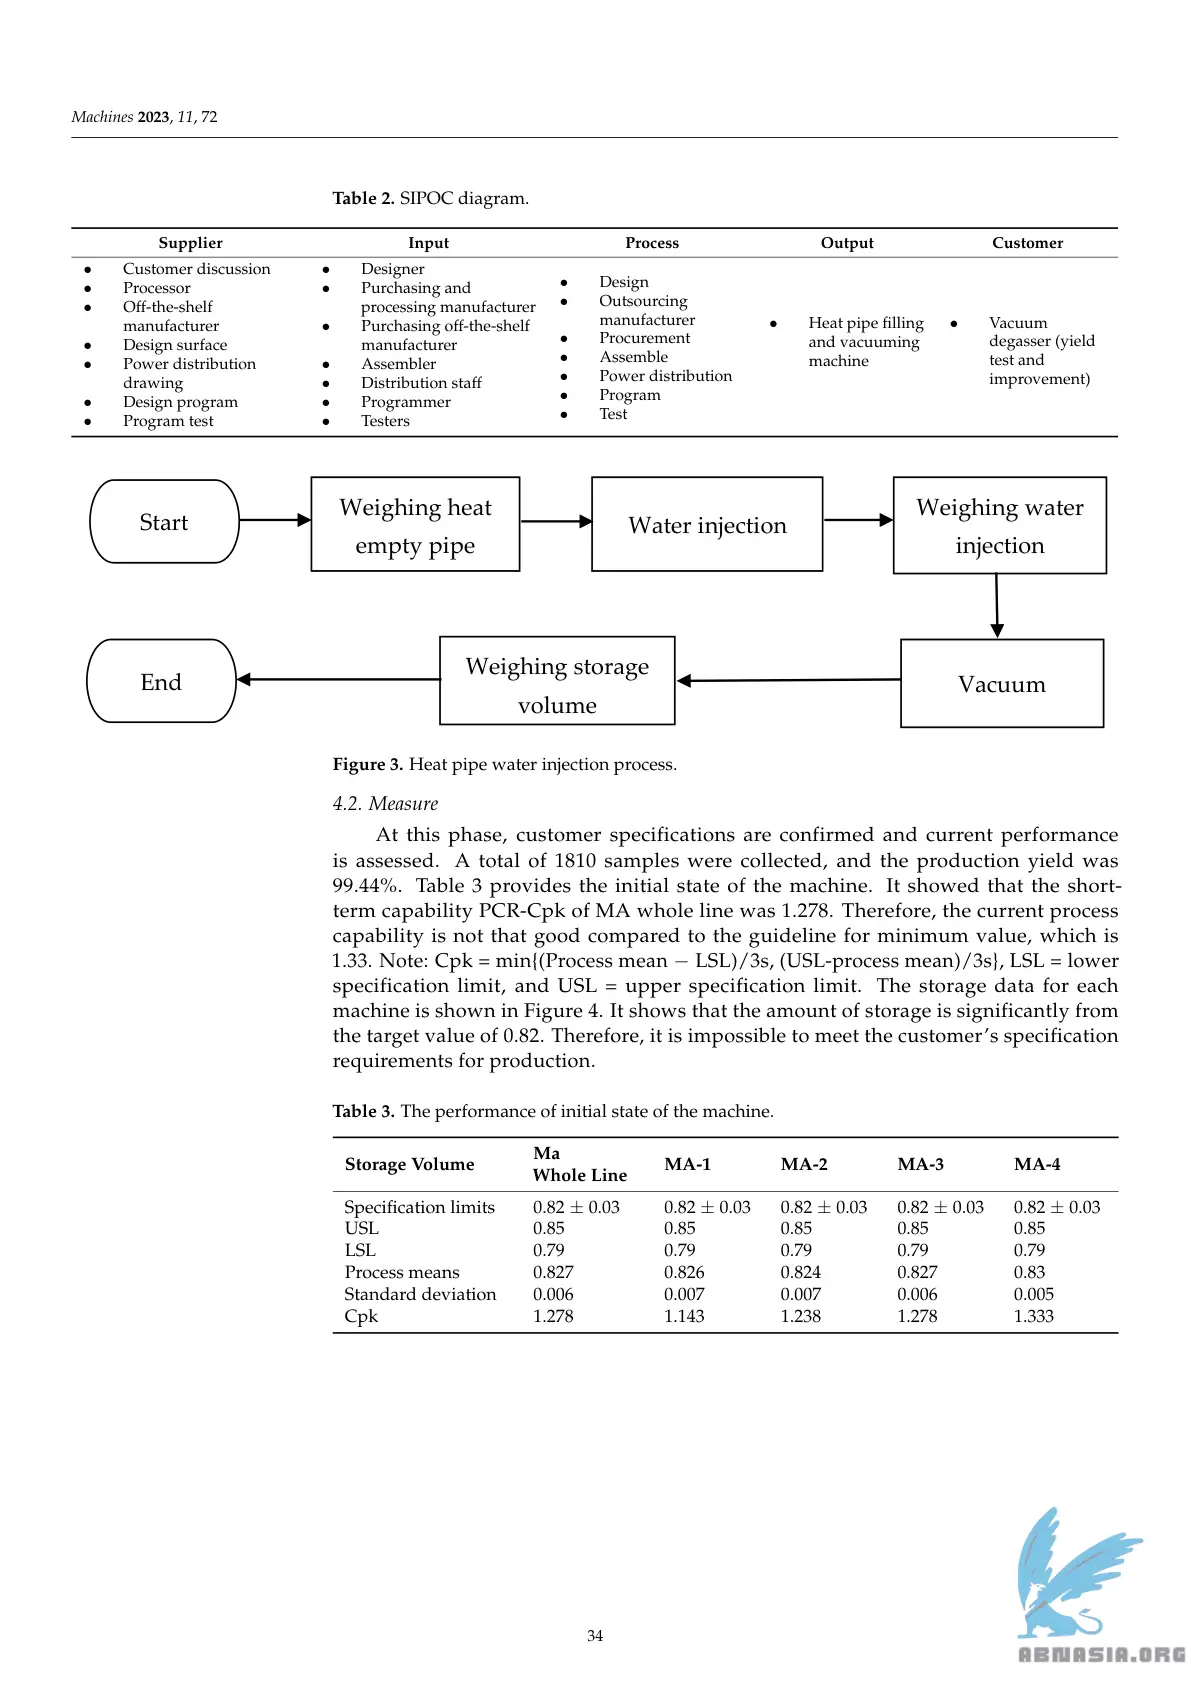 Machines 2023, 11, 72
Table 2. SIPOC diagram.
Supplier Input Process Output Customer
• Customer discussion
• Processor
• Off-the-shelf
manufacturer
• Design surface
• Power distribution
drawing
• Design program
• Program test
• Designer
• Purchasing and
processing manufacturer
• Purchasing off-the-shelf
manufacturer
• Assembler
• Distribution staff
• Programmer
• Testers
• Design
• Outsourcing
manufacturer
• Procurement
• Assemble
• Power distribution
• Program
• Test
• Heat pipe filling
and vacuuming
machine
• Vacuum
degasser (yield
test and
improvement)
Start
Weighing heat
empty pipe
Water injection
Weighing water
injection
Vacuum
Weighing storage
volume
End
Figure 3. Heat pipe water injection process.
4.2. Measure
At this phase, customer specifications are confirmed and current performance
is assessed. A total of 1810 samples were collected, and the production yield was
99.44%. Table 3 provides the initial state of the machine. It showed that the short-
term capability PCR-Cpk of MA whole line was 1.278. Therefore, the current process
capability is not that good compared to the guideline for minimum value, which is
1.33. Note: Cpk = min{(Process mean − LSL)/3s, (USL-process mean)/3s}, LSL = lower
specification limit, and USL = upper specification limit. The storage data for each
machine is shown in Figure 4. It shows that the amount of storage is significantly from
the target value of 0.82. Therefore, it is impossible to meet the customer's specification
requirements for production.
Table 3. The performance of initial state of the machine.
Storage Volume Ma Whole Line MA-1 MA-2 MA-3 MA-4
Specification limits 0.82 ± 0.03 0.82 ± 0.03 0.82 ± 0.03 0.82 ± 0.03 0.82 ± 0.03
USL 0.85 0.85 0.85 0.85 0.85
LSL 0.79 0.79 0.79 0.79 0.79
Process means 0.827 0.826 0.824 0.827 0.83
Standard deviation 0.006 0.007 0.007 0.006 0.005
Cpk 1.278 1.143 1.238 1.278 1.333
34
ABNASIA.ORG